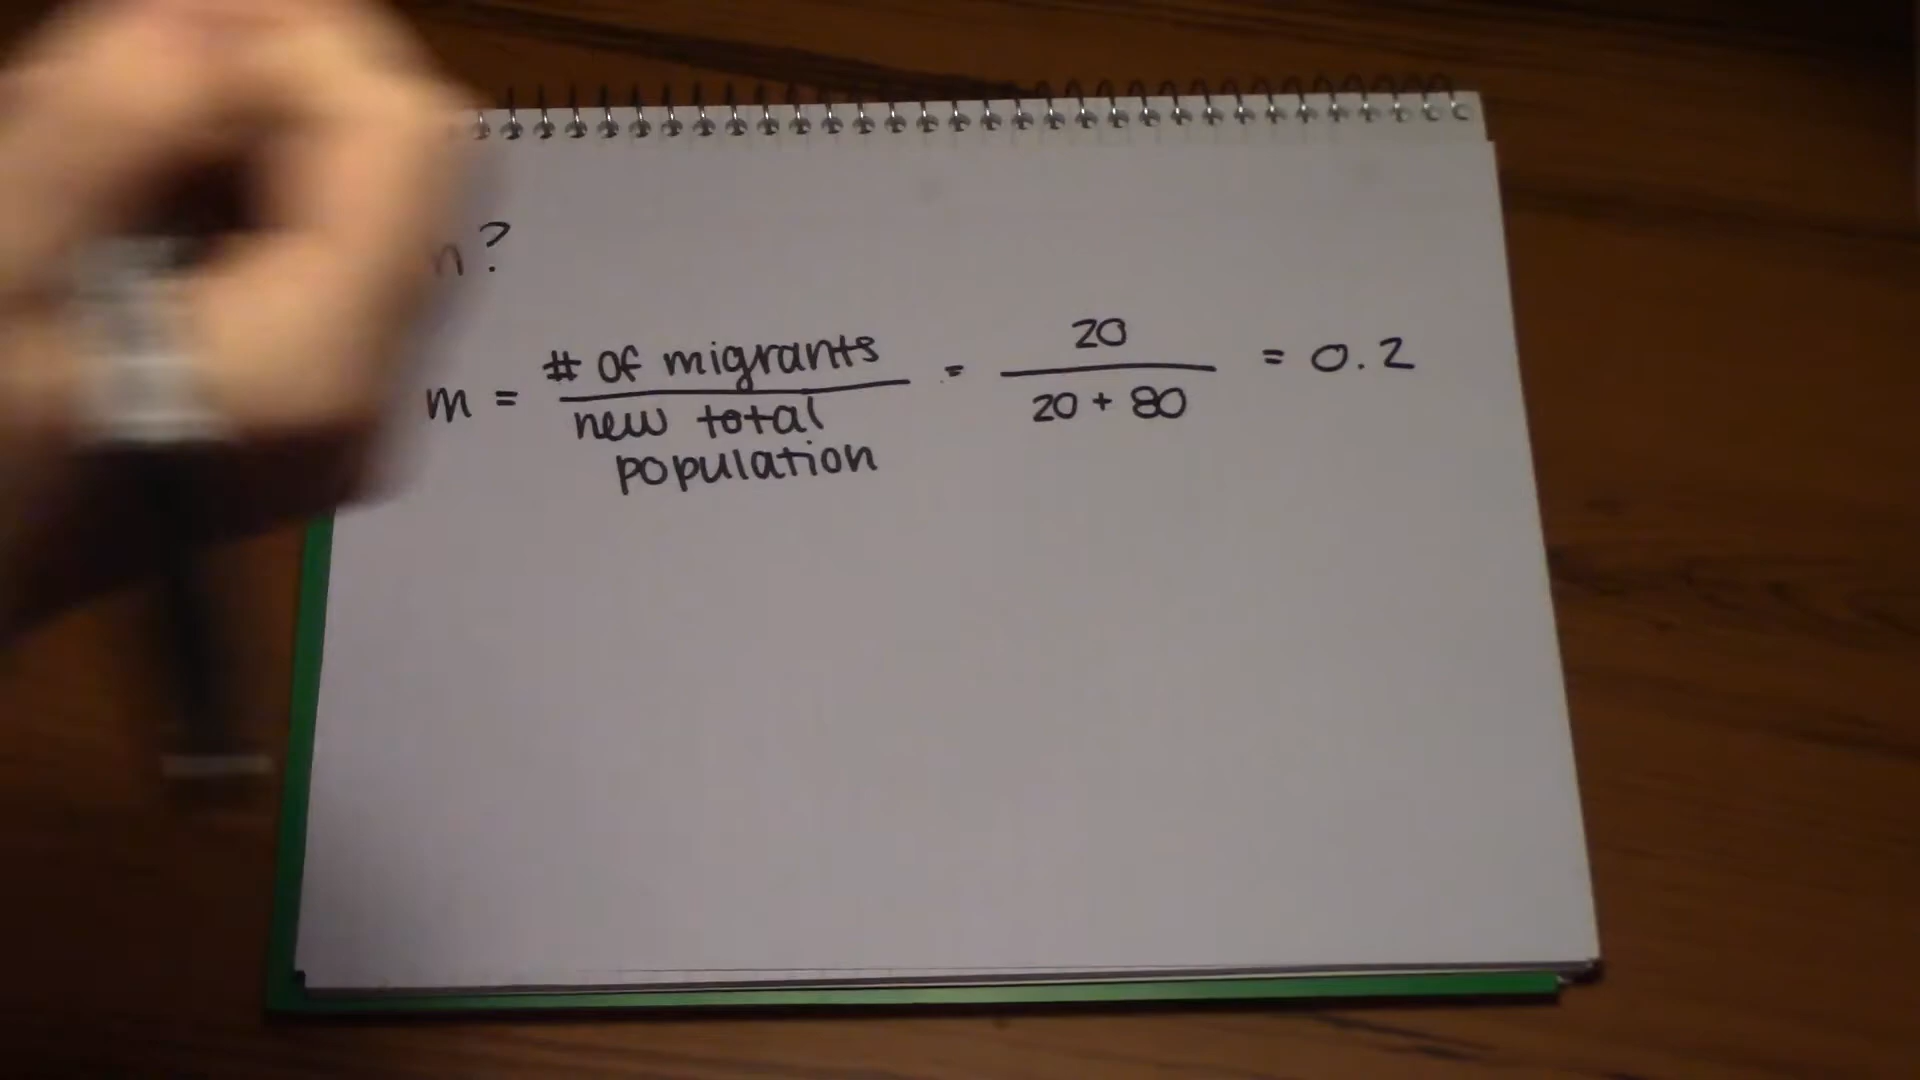 ?
m = # of migrants / new total population = 20 / 20 + 80 = 0.2